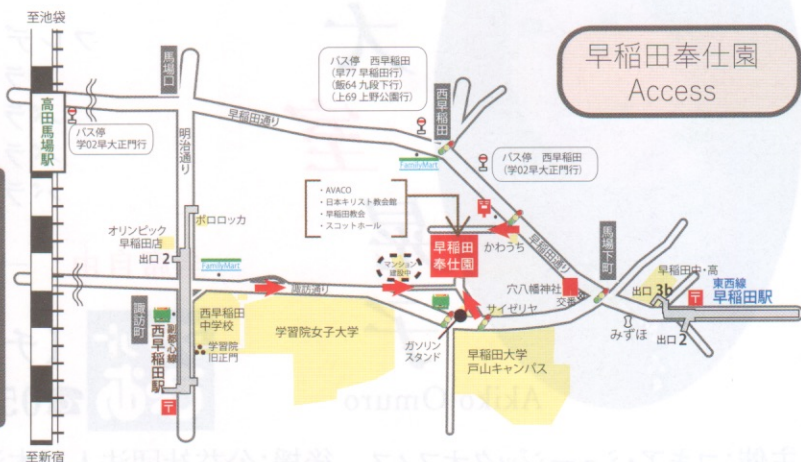 至池袋
早稲田奉仕園
Access
馬場口
バス停 西早稲田
(早77 早稲田行)
(飯64 九段下行)
(上69 上野公園行)
西早稲田
高田馬場駅
バス停
学02早大正門行
明治通り
早稲田通り
FamilyMart
バス停 西早稲田
(学02早大正門行)
・AVACO
・日本キリスト教会館
・早稲田教会
・スコットホール
ポロロッカ
オリンピック
早稲田店
出口2
早稲田
奉仕園
かわうち
早稲田通り
馬場下町
FamilyMart
マンション
建設中
諏訪通り
穴八幡神社
交番
早稲田中・高
出口 3b
東西線
早稲田駅
諏訪町
副都心線
西早稲田駅
西早稲田
中学校
学習院
旧正門
学習院女子大学
ガソリン
スタンド
サイゼリヤ
早稲田大学
戸山キャンパス
みずほ
出口2
至新宿
Akiko Omuro